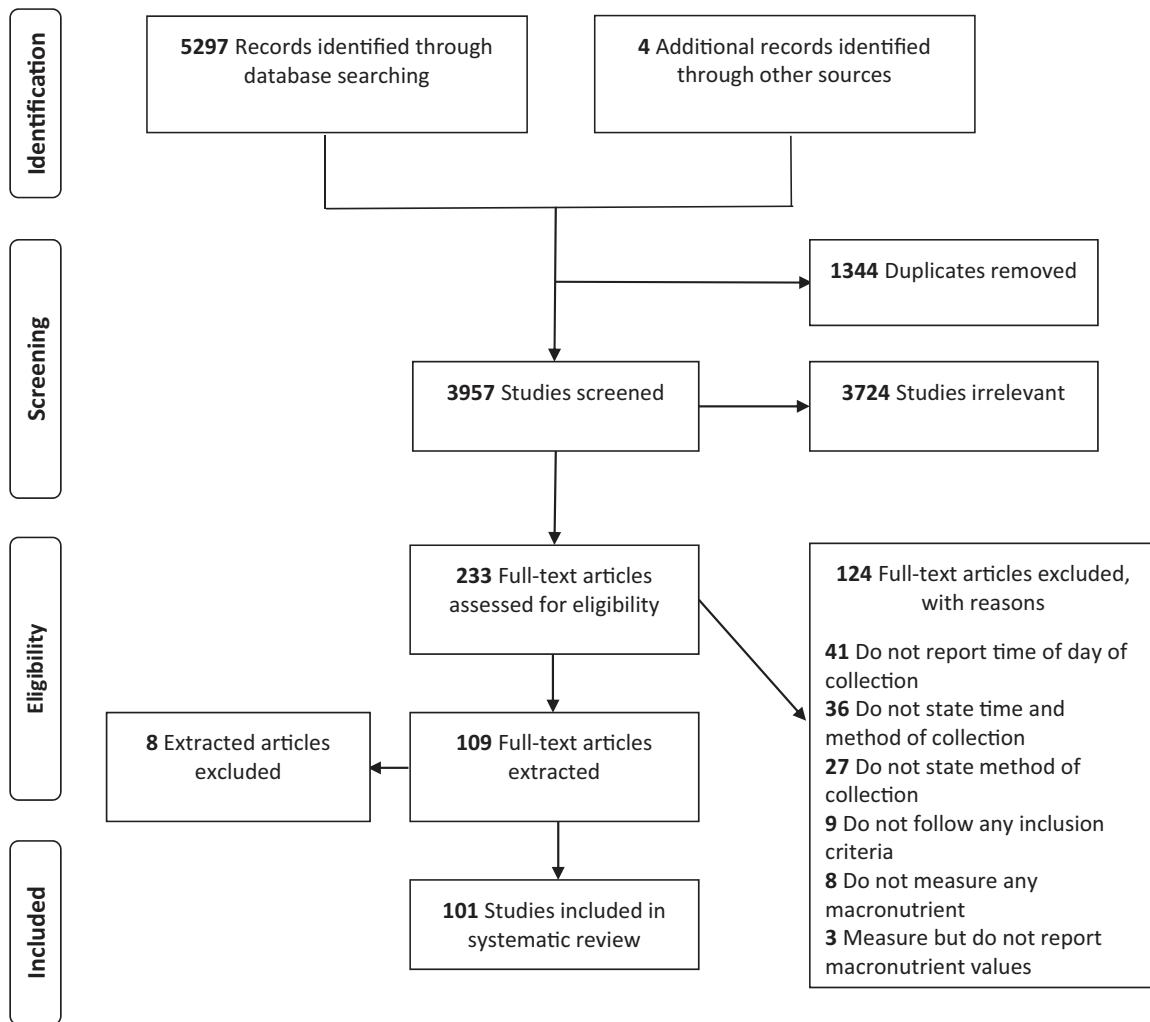 Identification
5297 Records identified through
database searching
4 Additional records identified
through other sources
Screening
1344 Duplicates removed
3957 Studies screened
3724 Studies irrelevant
Eligibility
233 Full-text articles
assessed for eligibility
124 Full-text articles excluded,
with reasons
41 Do not report time of day of
collection
36 Do not state time and
method of collection
27 Do not state method of
collection
9 Do not follow any inclusion
criteria
8 Do not measure any
macronutrient
3 Measure but do not report
macronutrient values
8 Extracted articles
excluded
109 Full-text articles
extracted
Included
101 Studies included in
systematic review